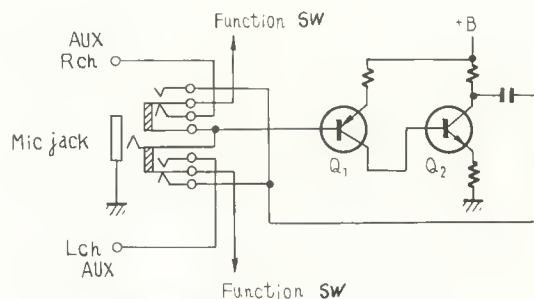 Function SW
AUX
Rch
+B
Mic jack
Q1
Q2
Lch
AUX
Function SW